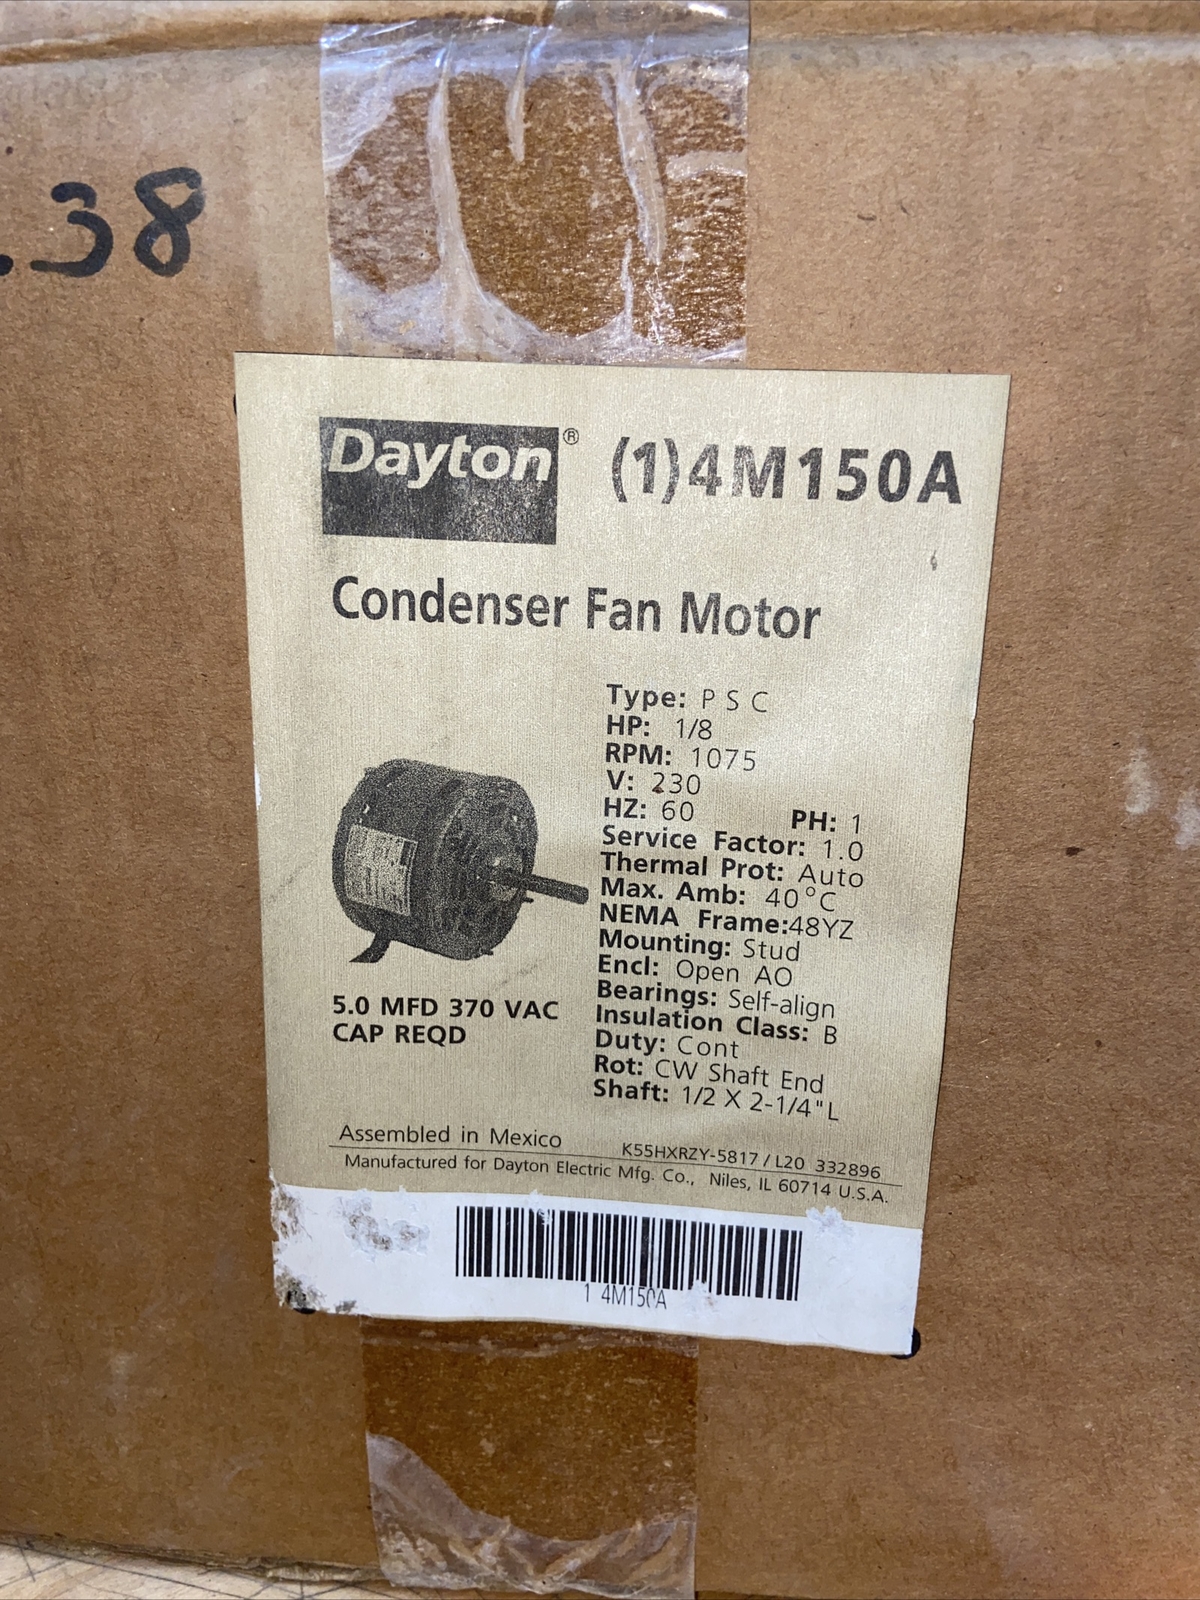 .38
Dayton® (1)4M150A
Condenser Fan Motor
Type: P S C
HP: 1/8
RPM: 1075
V: 230
HZ: 60 PH: 1
Service Factor: 1.0
Thermal Prot: Auto
Max. Amb: 40°C
NEMA Frame:48YZ
Mounting: Stud
Encl: Open AO
Bearings: Self-align
Insulation Class: B
Duty: Cont
Rot: CW Shaft End
Shaft: 1/2 X 2-1/4"L
5.0 MFD 370 VAC
CAP REQD
Assembled in Mexico K55HXRZY-5817 / L20 332896
Manufactured for Dayton Electric Mfg. Co., Niles, IL 60714 U.S.A.
1 4M150A